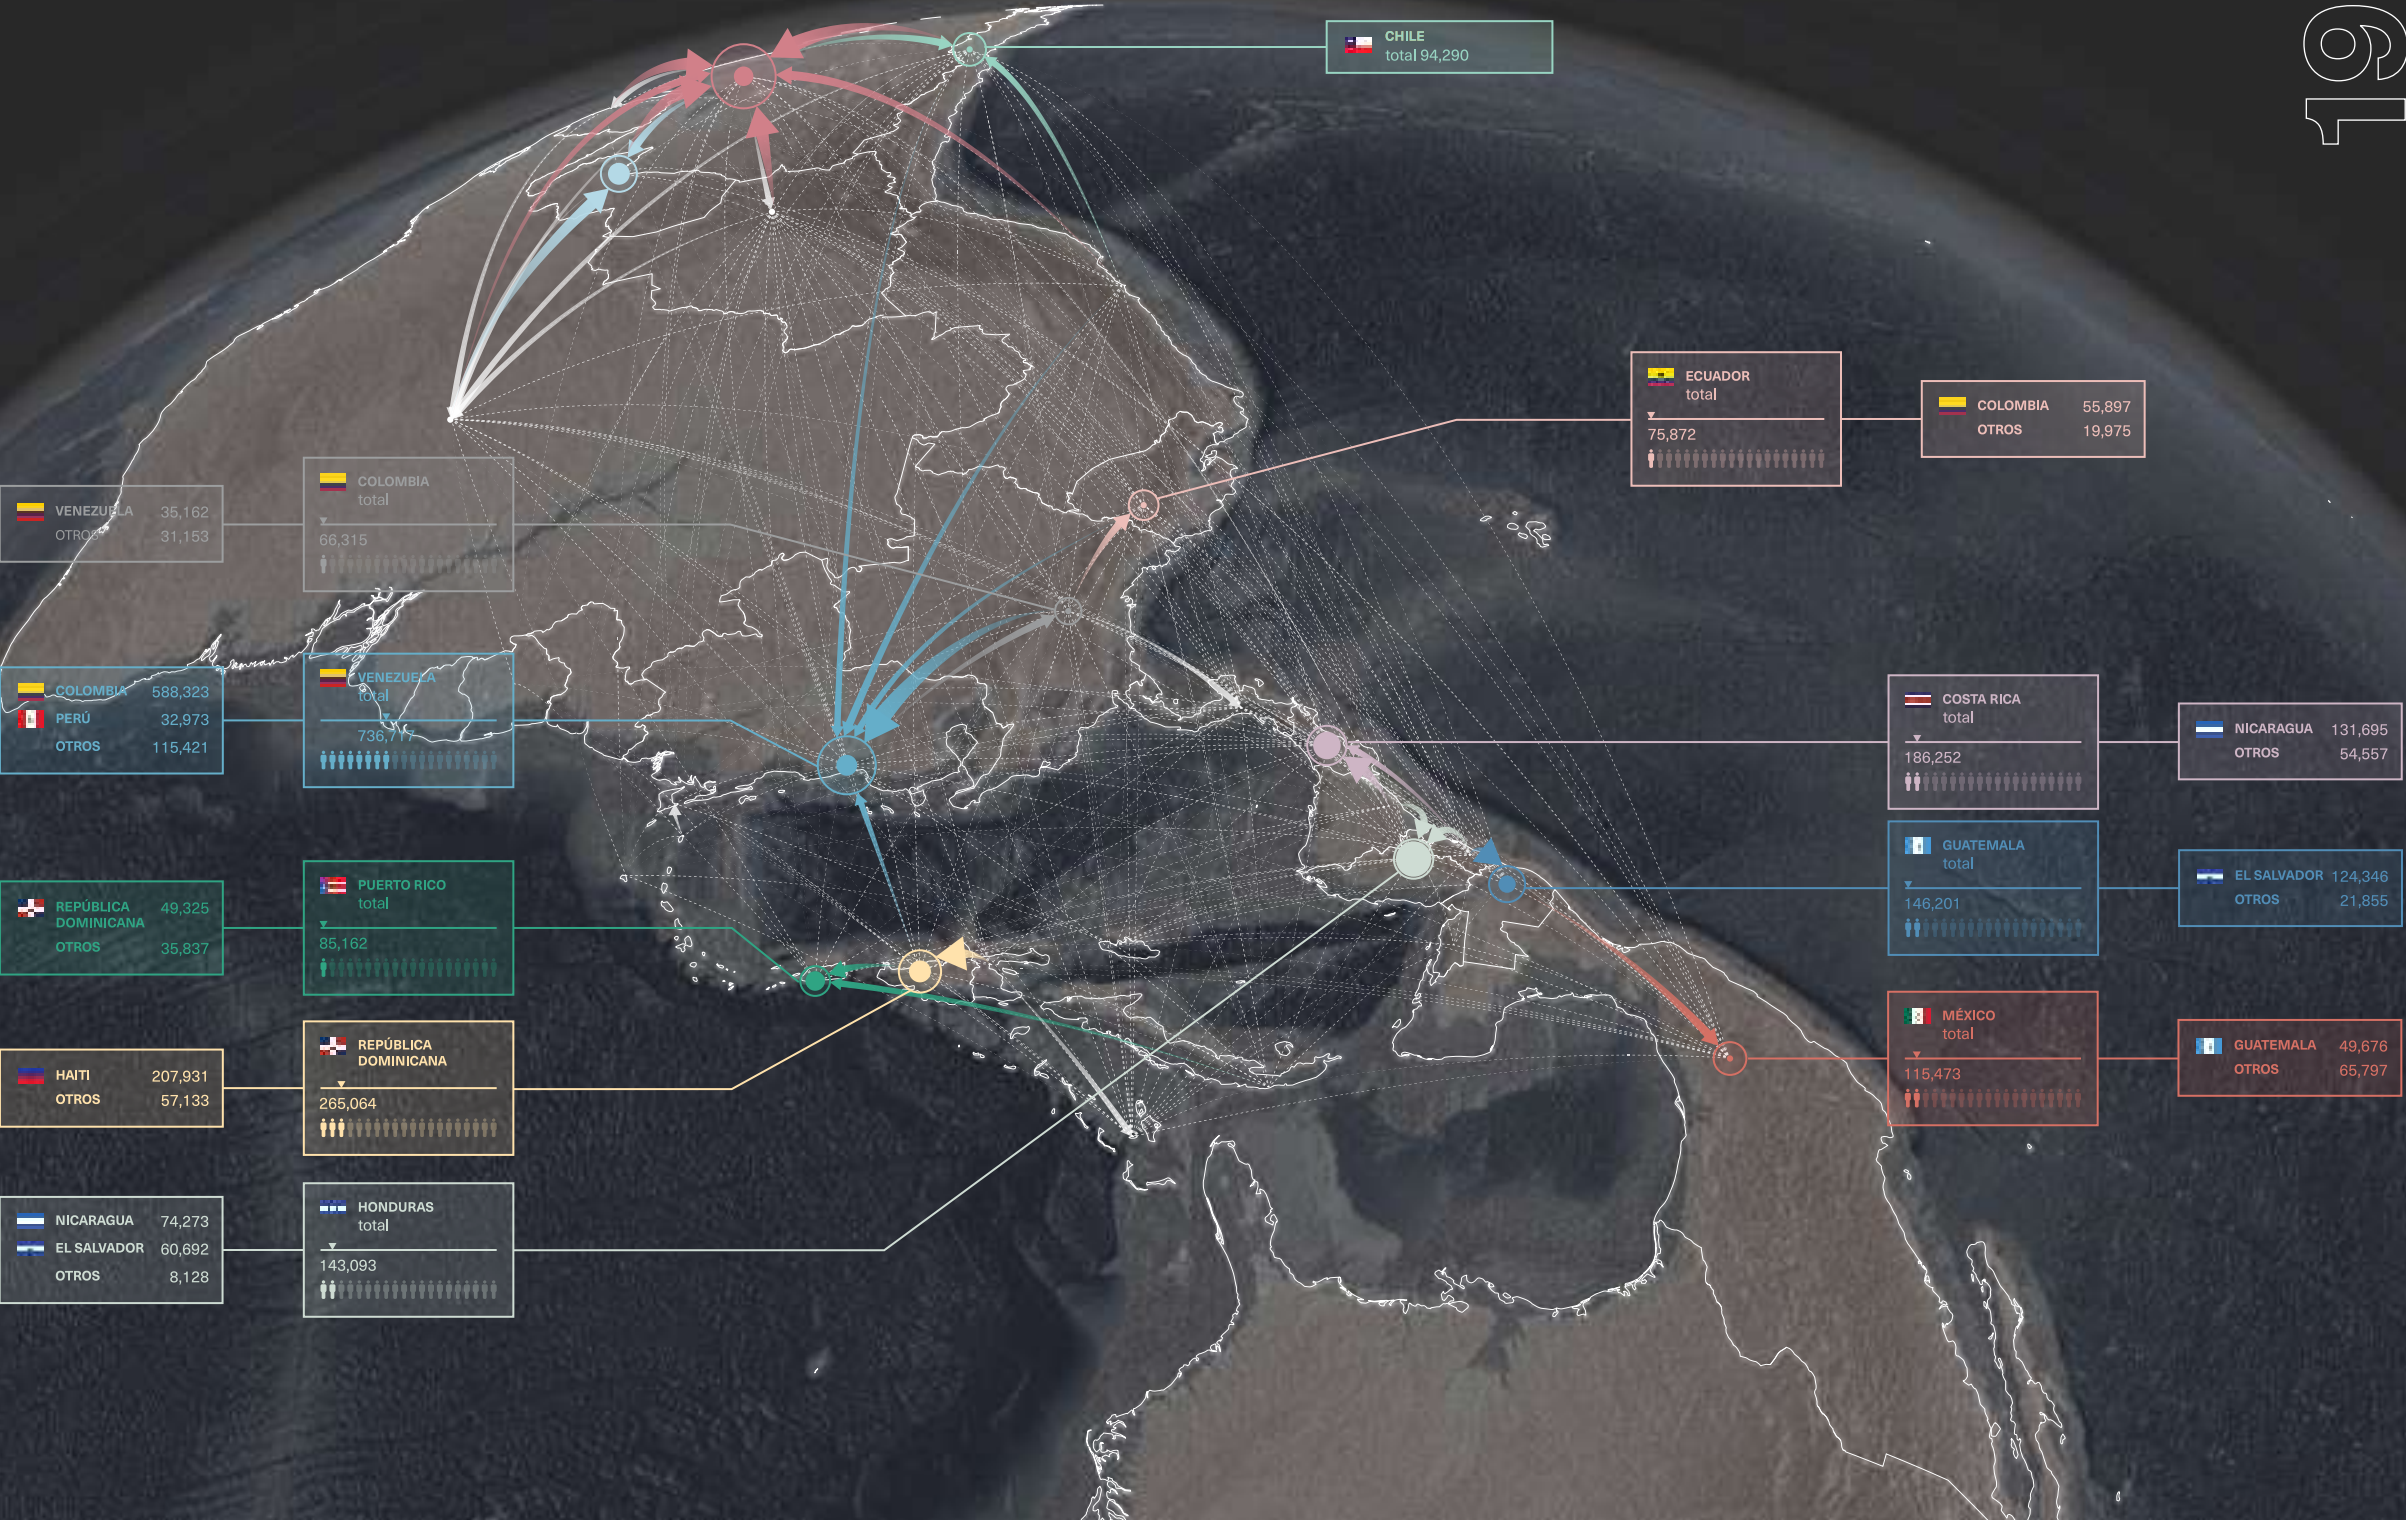 19
CHILE
total 94,290
ECUADOR
total
75,872
COLOMBIA 55,897
OTROS 19,975
VENEZUELA 35,162
OTROS 31,153
COLOMBIA
total
66,315
COLOMBIA 588,323
PERÚ 32,973
OTROS 115,421
VENEZUELA
total
736,717
COSTA RICA
total
186,252
NICARAGUA 131,695
OTROS 54,557
GUATEMALA
total
146,201
EL SALVADOR 124,346
OTROS 21,855
REPÚBLICA 49,325
DOMINICANA
OTROS 35,837
PUERTO RICO
total
85,162
MÉXICO
total
115,473
GUATEMALA 49,676
OTROS 65,797
HAITI 207,931
OTROS 57,133
REPÚBLICA
DOMINICANA
265,064
NICARAGUA 74,273
EL SALVADOR 60,692
OTROS 8,128
HONDURAS
total
143,093